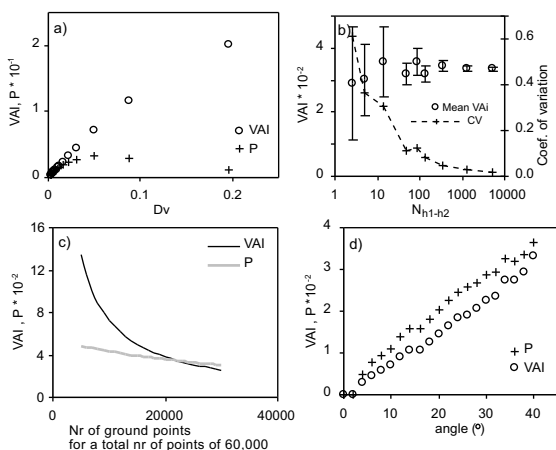 a)
VAI, P * 10⁻¹
2
1
0
0
0.1
0.2
Dv
VAI
P
b)
VAI * 10⁻²
4
3
2
1
0
1
10
100
1000
10000
N h1-h2
Mean VAi
CV
0.6
0.4
0.2
0.0
Coef. of variation
c)
VAI, P * 10⁻²
16
12
8
4
0
0
20000
40000
Nr of ground points
for a total nr of points of 60,000
VAI
P
d)
VAI , P *10⁻²
4
3
2
1
0
0
10
20
30
40
angle (º)
P
VAI